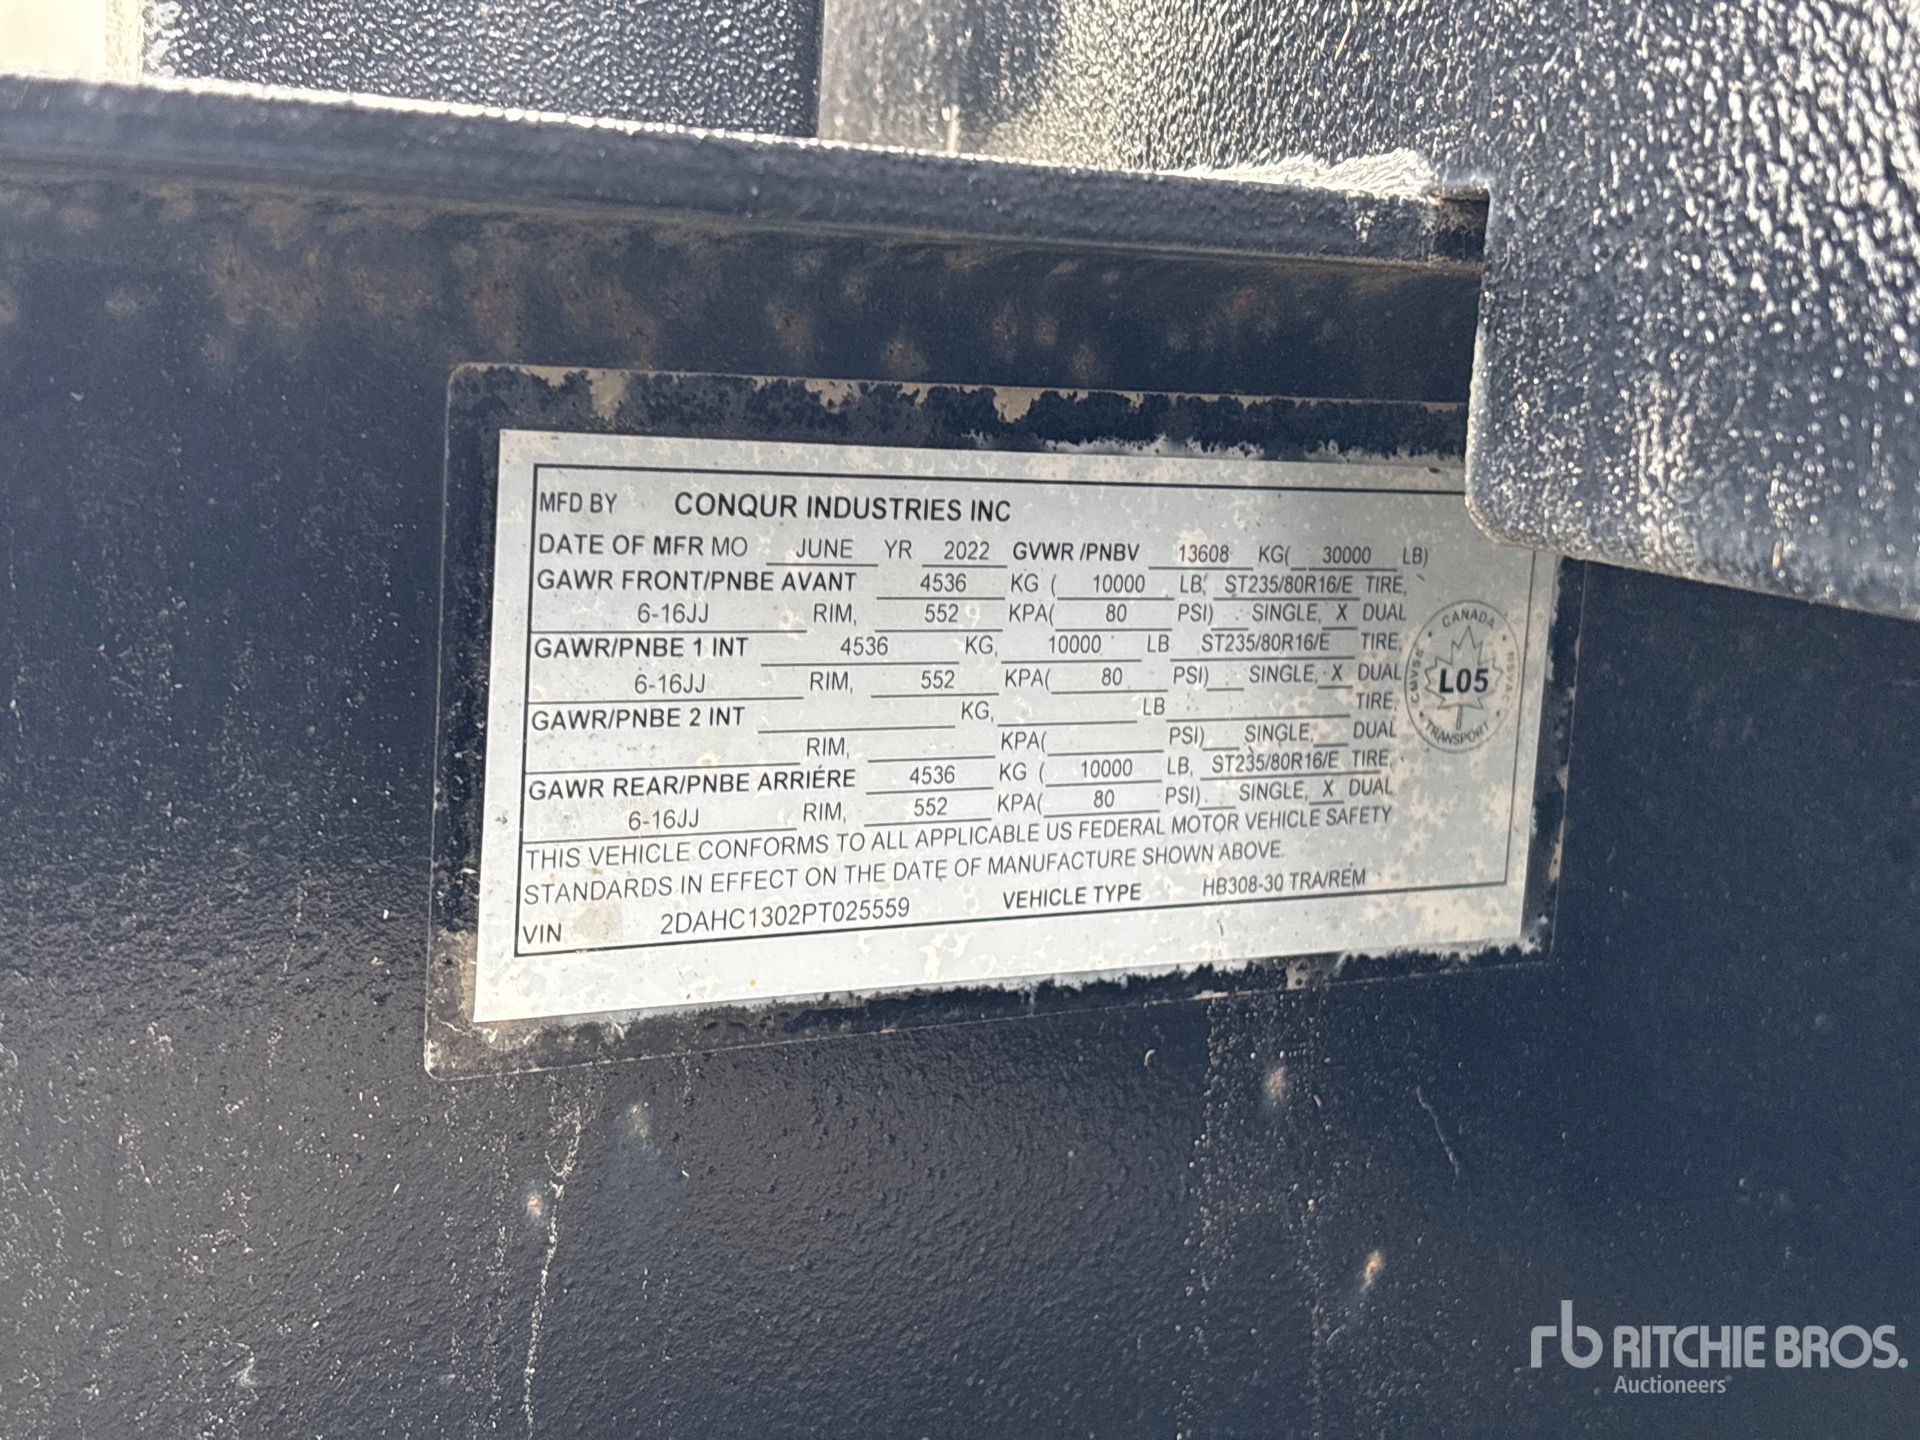 MFD BY CONQUR INDUSTRIES INC
DATE OF MFR MO JUNE YR 2022 GVWR /PNBV 13608 KG( 30000 LB)
GAWR FRONT/PNBE AVANT 4536 KG ( 10000 LB, ST235/80R16/E TIRE,
6-16JJ RIM, 552 KPA( 80 PSI) SINGLE, X DUAL
GAWR/PNBE 1 INT 4536 KG, 10000 LB ST235/80R16/E TIRE,
6-16JJ RIM, 552 KPA( 80 PSI) SINGLE, X DUAL
GAWR/PNBE 2 INT KG, LB TIRE,
RIM, KPA( PSI) SINGLE, DUAL
GAWR REAR/PNBE ARRIÉRE 4536 KG ( 10000 LB, ST235/80R16/E TIRE,
6-16JJ RIM, 552 KPA( 80 PSI) SINGLE, X DUAL
THIS VEHICLE CONFORMS TO ALL APPLICABLE US FEDERAL MOTOR VEHICLE SAFETY
STANDARDS IN EFFECT ON THE DATE OF MANUFACTURE SHOWN ABOVE.
VIN 2DAHC1302PT025559 VEHICLE TYPE HB308-30 TRA/REM
CANADA
CMVSS L05 NSVAC
TRANSPORT
rb RITCHIE BROS.
Auctioneers